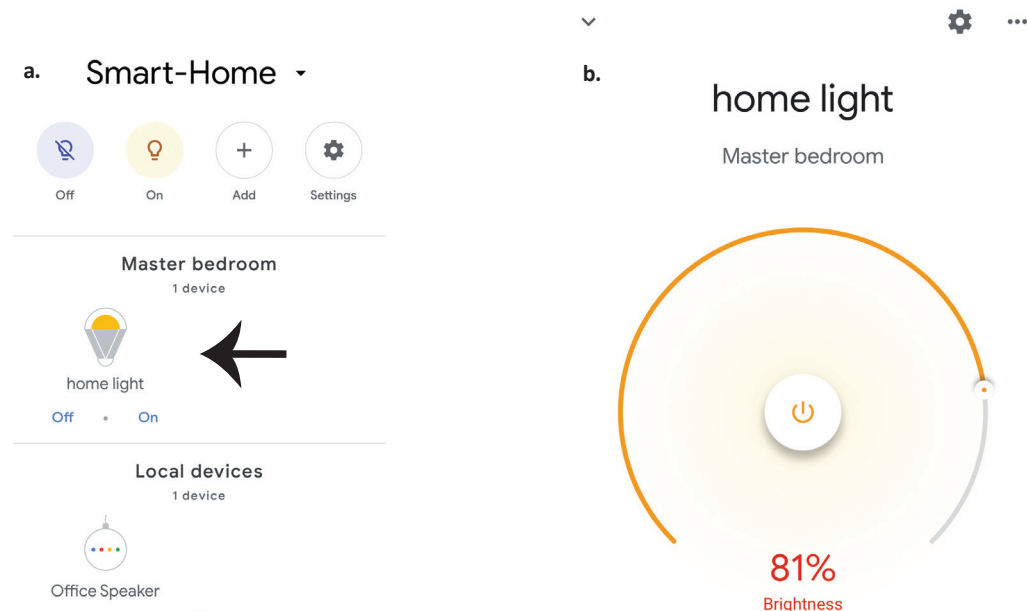 a.
Smart-Home
Off
On
Add
Settings
Master bedroom
1 device
home light
Off • On
Local devices
1 device
Office Speaker
b.
home light
Master bedroom
81%
Brightness